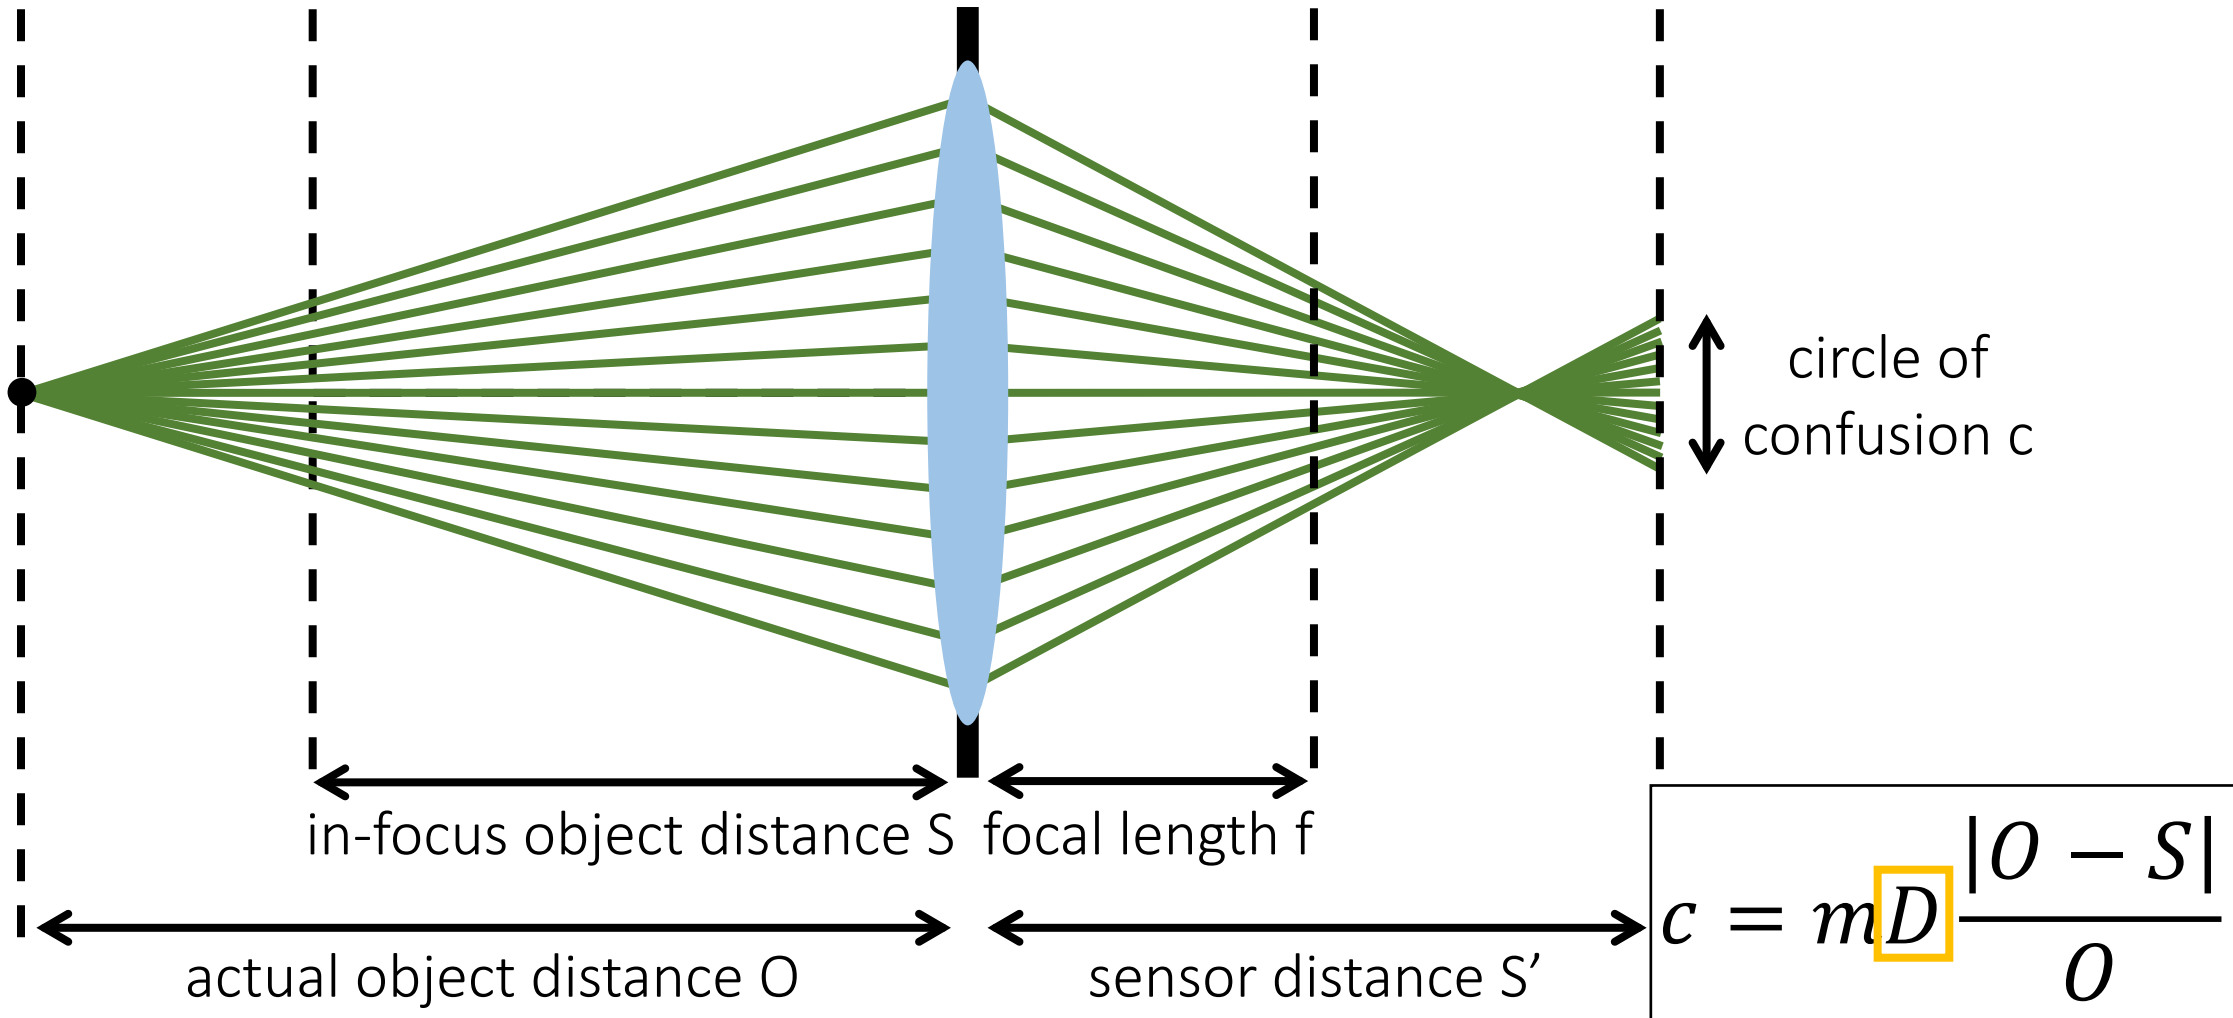 circle of
confusion c
in-focus object distance S
focal length f
actual object distance O
sensor distance S’
c = mD |O − S| / O